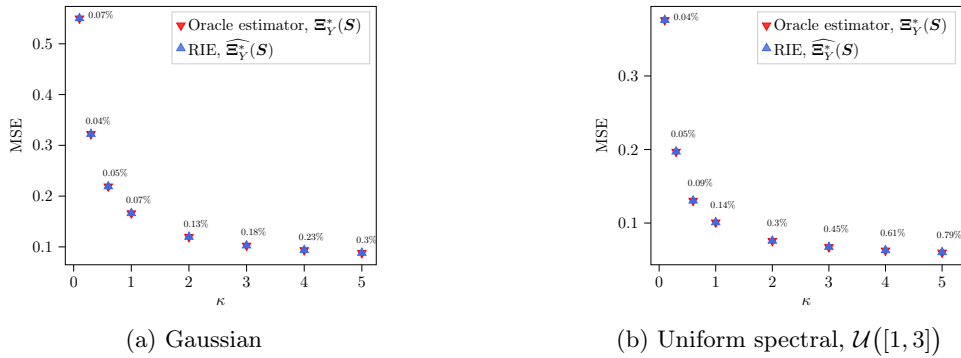 0.07%
Oracle estimator, Ξ*_Y(S)
RIE, \widehat{Ξ*_Y}(S)
0.5
0.4
0.04%
0.3
0.05%
0.2
0.07%
0.13%
0.18%
0.23%
0.3%
0.1
MSE
0 1 2 3 4 5
κ
(a) Gaussian
0.04%
Oracle estimator, Ξ*_Y(S)
RIE, \widehat{Ξ*_Y}(S)
0.3
0.05%
0.2
0.09%
0.14%
0.3%
0.45%
0.61%
0.79%
0.1
MSE
0 1 2 3 4 5
κ
(b) Uniform spectral, 𝒰([1, 3])